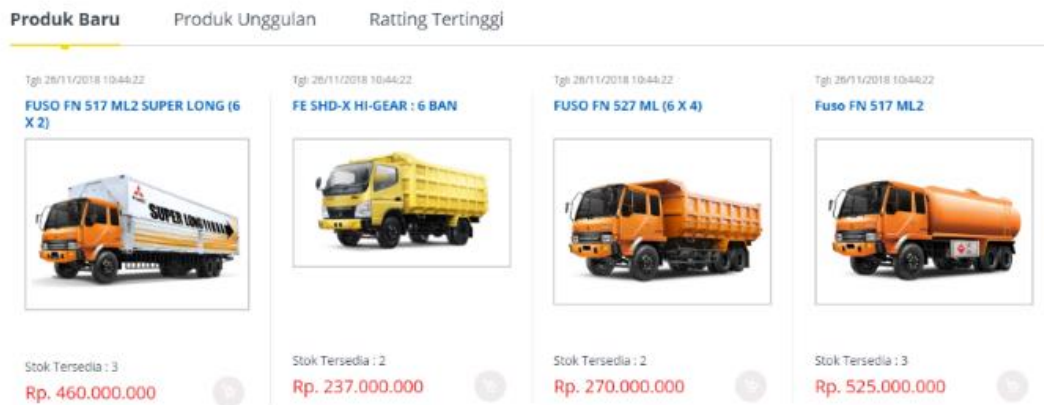 Produk Baru Produk Unggulan Ratting Tertinggi
Tgl: 26/11/2018 10:44:22
FUSO FN 517 ML2 SUPER LONG (6
X 2)
SUPER LONG
Stok Tersedia : 3
Rp. 460.000.000
Tgl: 26/11/2018 10:44:22
FE SHD-X HI-GEAR : 6 BAN
Stok Tersedia : 2
Rp. 237.000.000
Tgl: 26/11/2018 10:44:22
FUSO FN 527 ML (6 X 4)
Stok Tersedia : 2
Rp. 270.000.000
Tgl: 26/11/2018 10:44:22
Fuso FN 517 ML2
Stok Tersedia : 3
Rp. 525.000.000